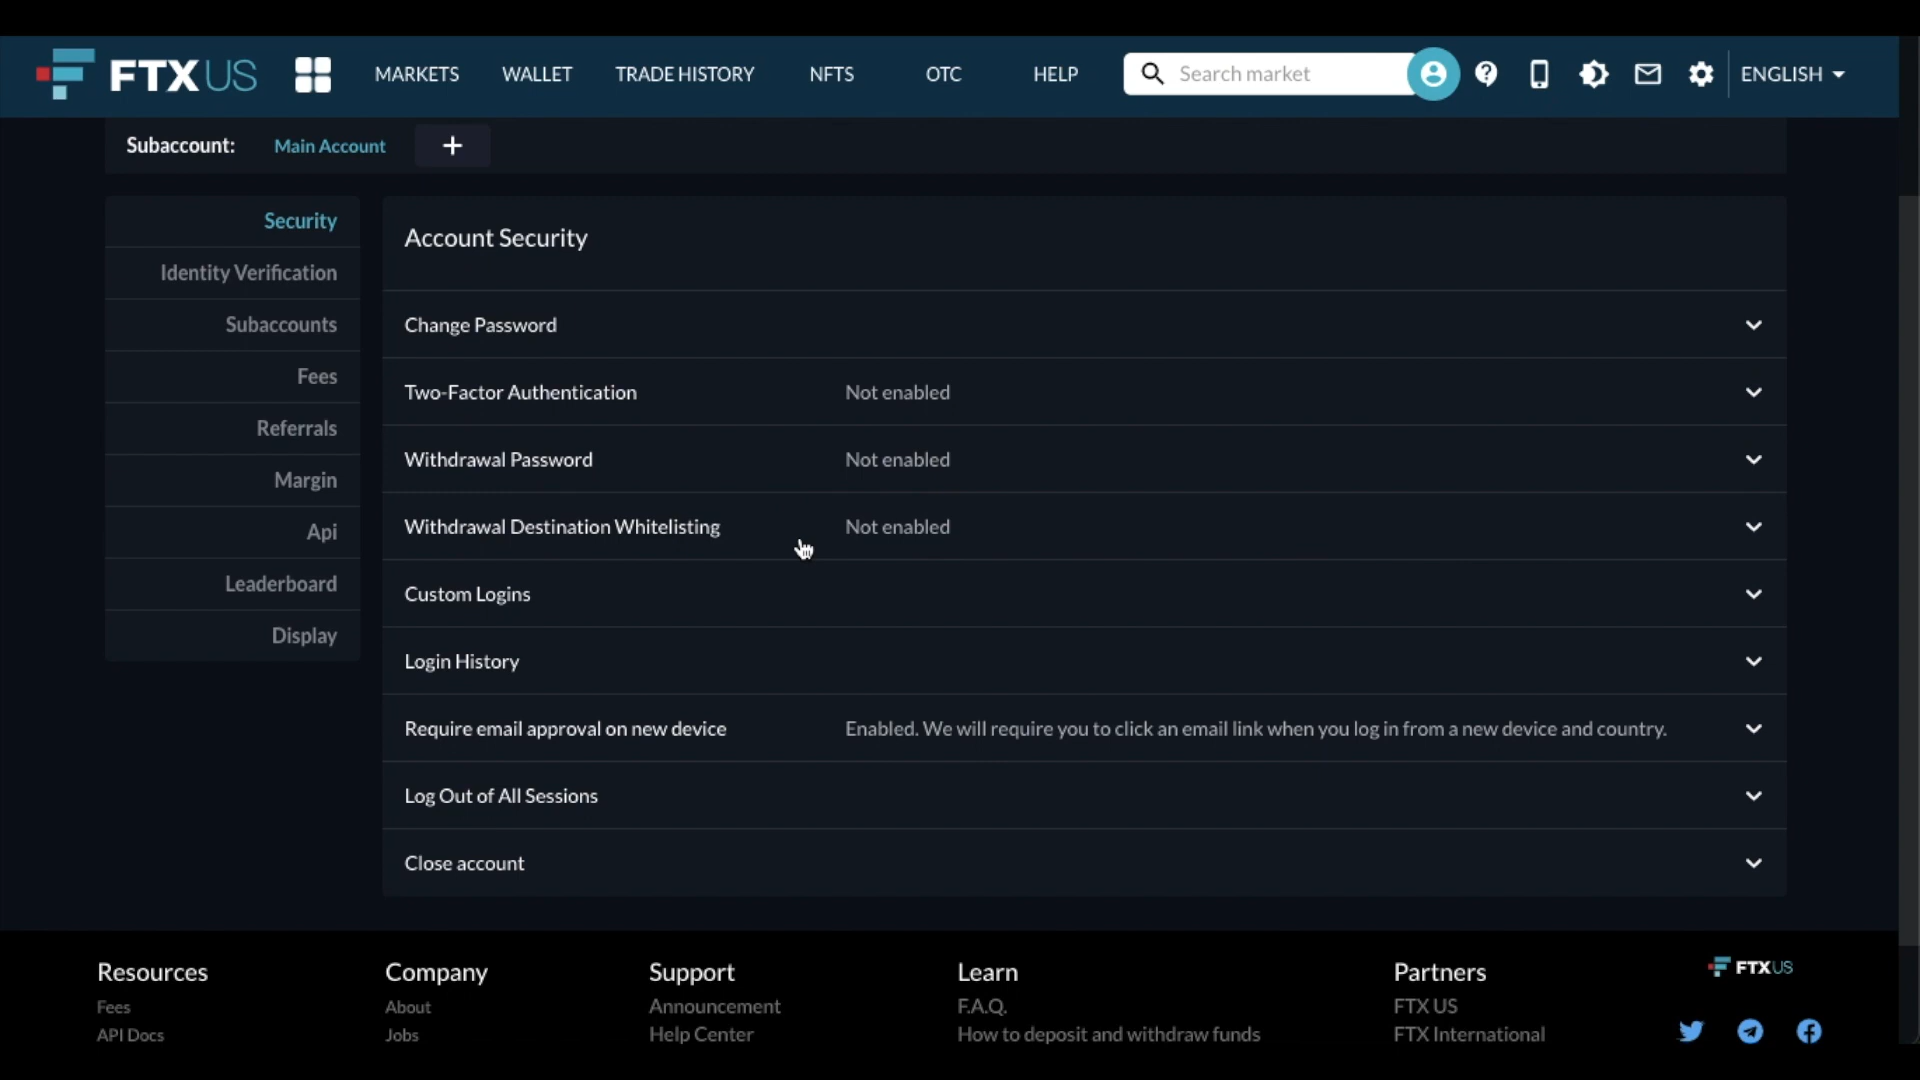 FTX US MARKETS WALLET TRADE HISTORY NFTS OTC HELP Search market ENGLISH
Subaccount: Main Account +
Security
Identity Verification
Subaccounts
Fees
Referrals
Margin
Api
Leaderboard
Display
Account Security
Change Password
Two-Factor Authentication Not enabled
Withdrawal Password Not enabled
Withdrawal Destination Whitelisting Not enabled
Custom Logins
Login History
Require email approval on new device Enabled. We will require you to click an email link when you log in from a new device and country.
Log Out of All Sessions
Close account
Resources
Fees
API Docs
Company
About
Jobs
Support
Announcement
Help Center
Learn
F.A.Q.
How to deposit and withdraw funds
Partners
FTX US
FTX International
FTX US